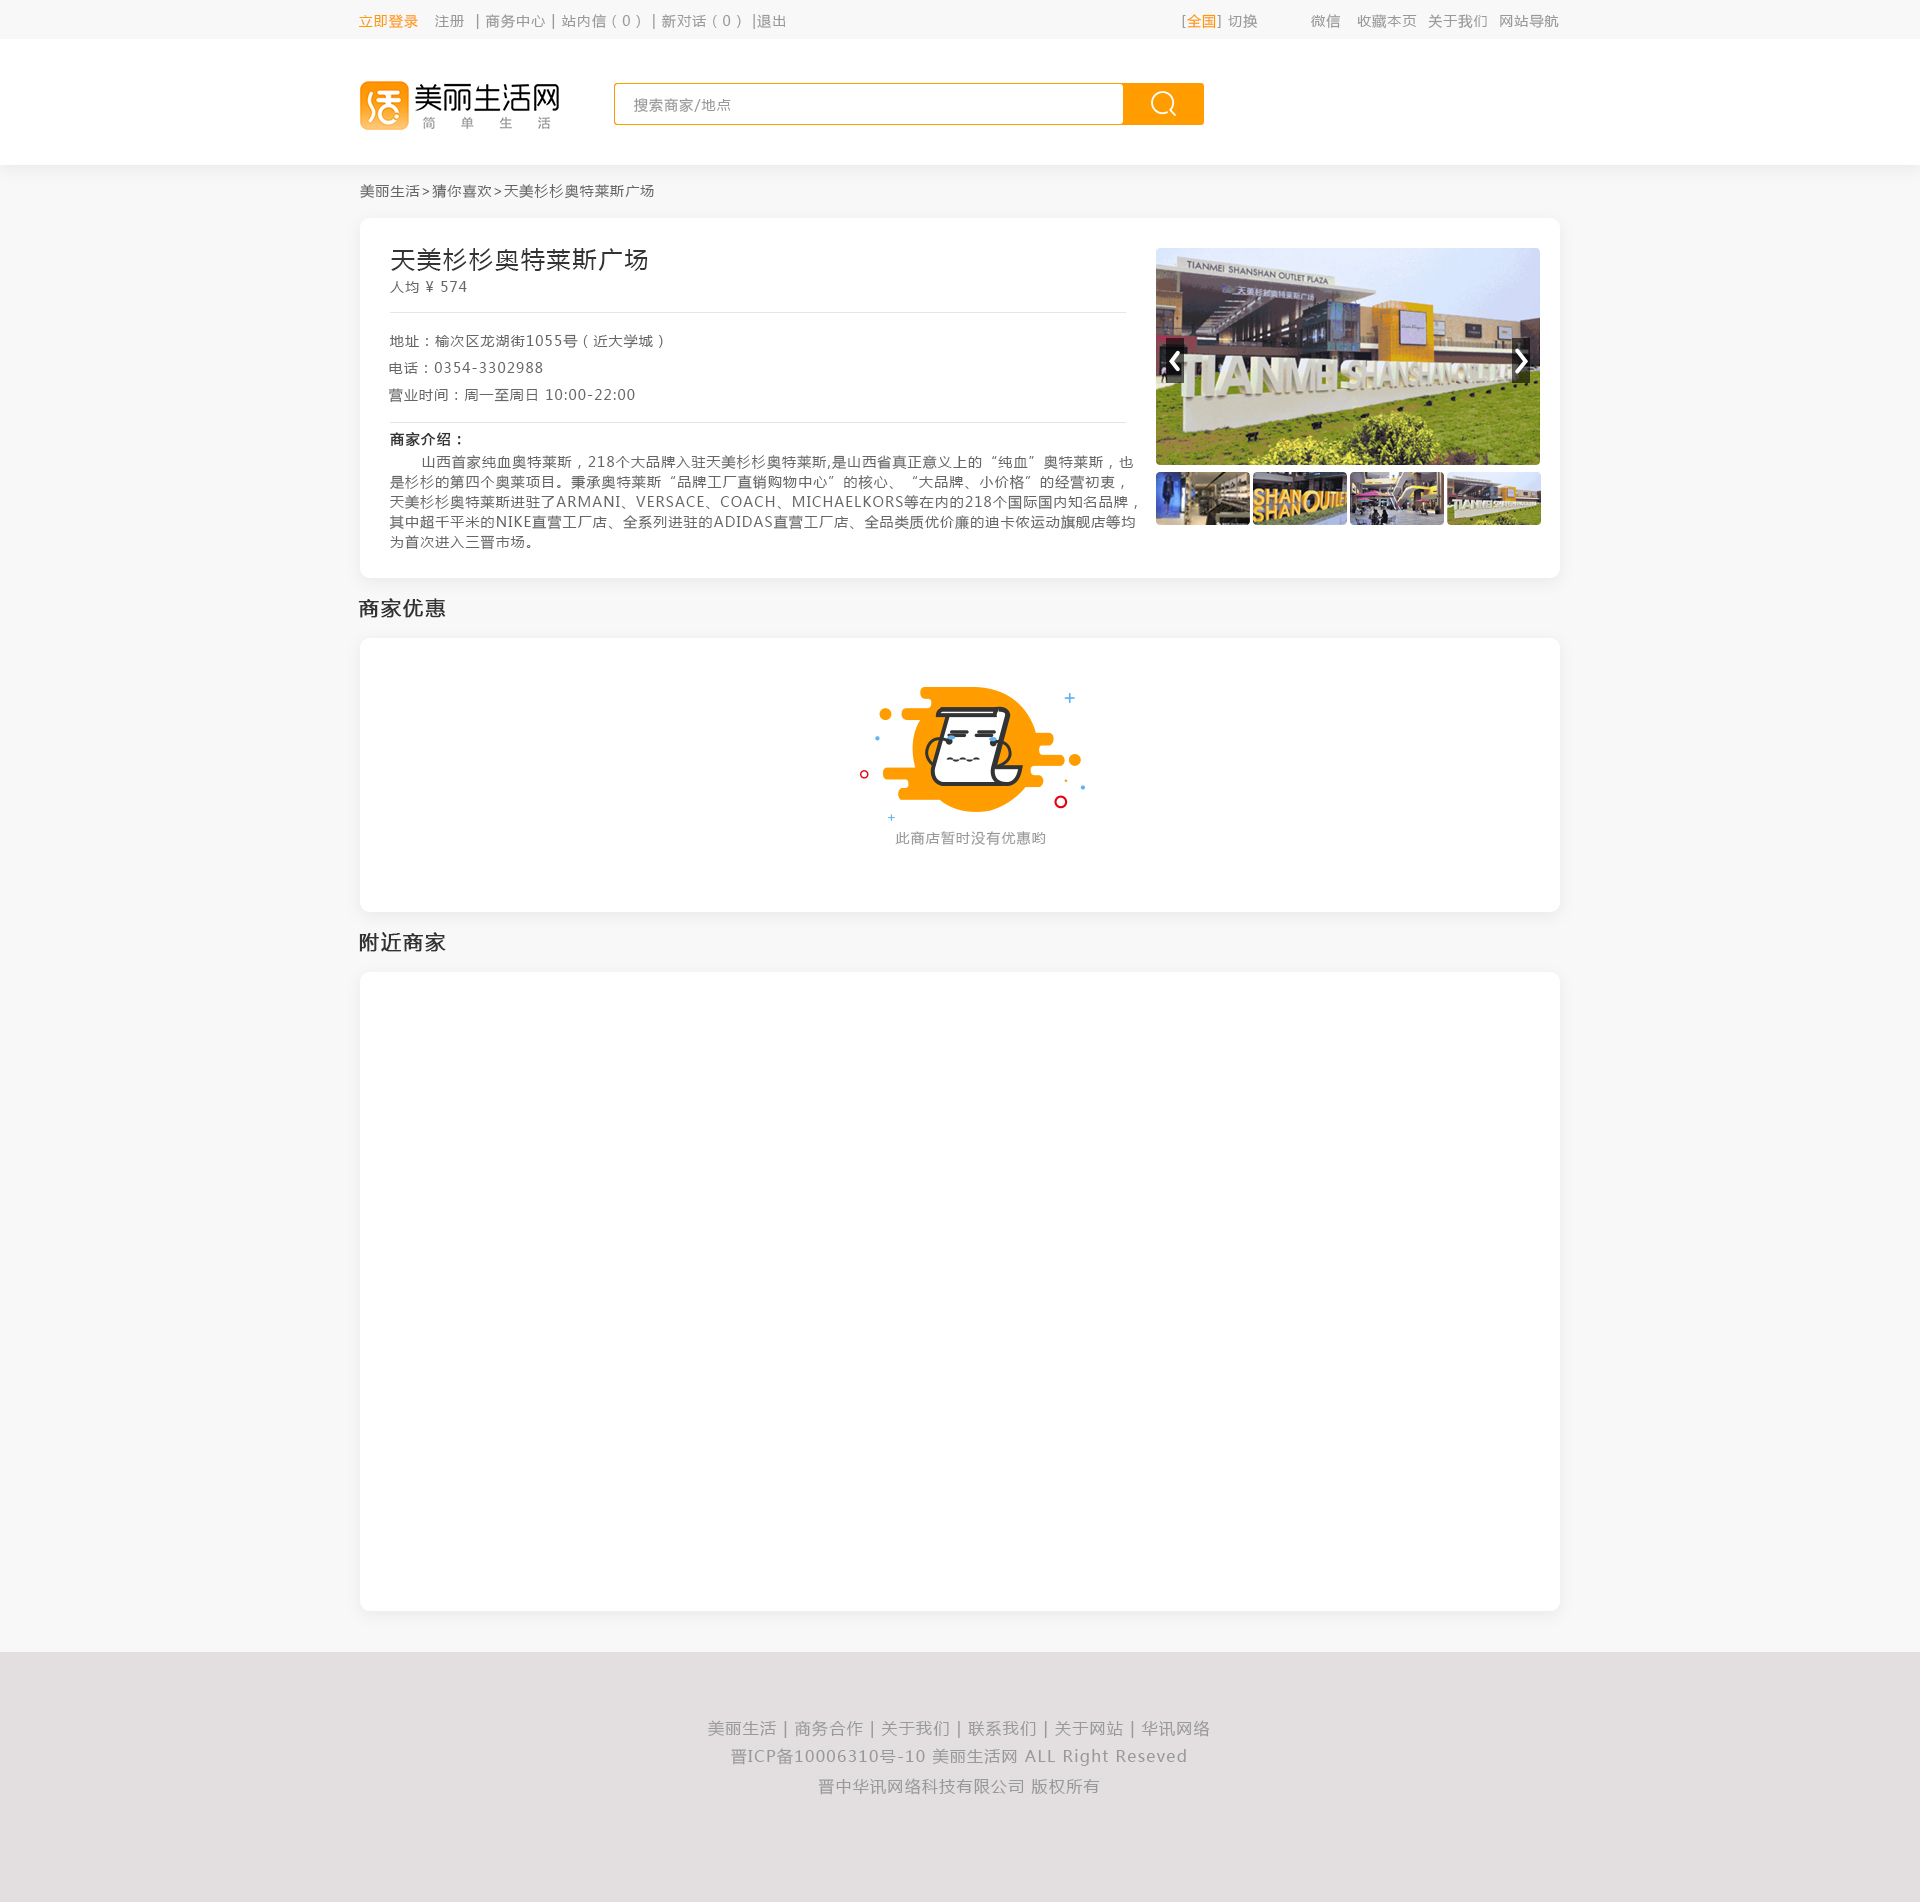 立即登录 注册 | 商务中心 | 站内信（0）| 新对话（0）|退出 [全国] 切换 微信 收藏本页 关于我们 网站导航
活 美丽生活网
简单生活
搜索商家/地点
美丽生活>猜你喜欢>天美杉杉奥特莱斯广场
天美杉杉奥特莱斯广场
人均 ¥ 574
地址：榆次区龙湖街1055号（近大学城）
电话：0354-3302988
营业时间：周一至周日 10:00-22:00
商家介绍：
山西首家纯血奥特莱斯，218个大品牌入驻天美杉杉奥特莱斯,是山西省真正意义上的“纯血”奥特莱斯，也
是杉杉的第四个奥莱项目。秉承奥特莱斯“品牌工厂直销购物中心”的核心、“大品牌、小价格”的经营初衷，
天美杉杉奥特莱斯进驻了ARMANI、VERSACE、COACH、MICHAELKORS等在内的218个国际国内知名品牌，
其中超千平米的NIKE直营工厂店、全系列进驻的ADIDAS直营工厂店、全品类质优价廉的迪卡侬运动旗舰店等均
为首次进入三晋市场。
TIANMEI SHANSHAN OUTLET PLAZA
天美杉杉奥特莱斯广场
TIANMEISHANSHANOUTLE
SHANOUTLE
SHAN
商家优惠
此商店暂时没有优惠哟
附近商家
美丽生活 | 商务合作 | 关于我们 | 联系我们 | 关于网站 | 华讯网络
晋ICP备10006310号-10 美丽生活网 ALL Right Reseved
晋中华讯网络科技有限公司 版权所有